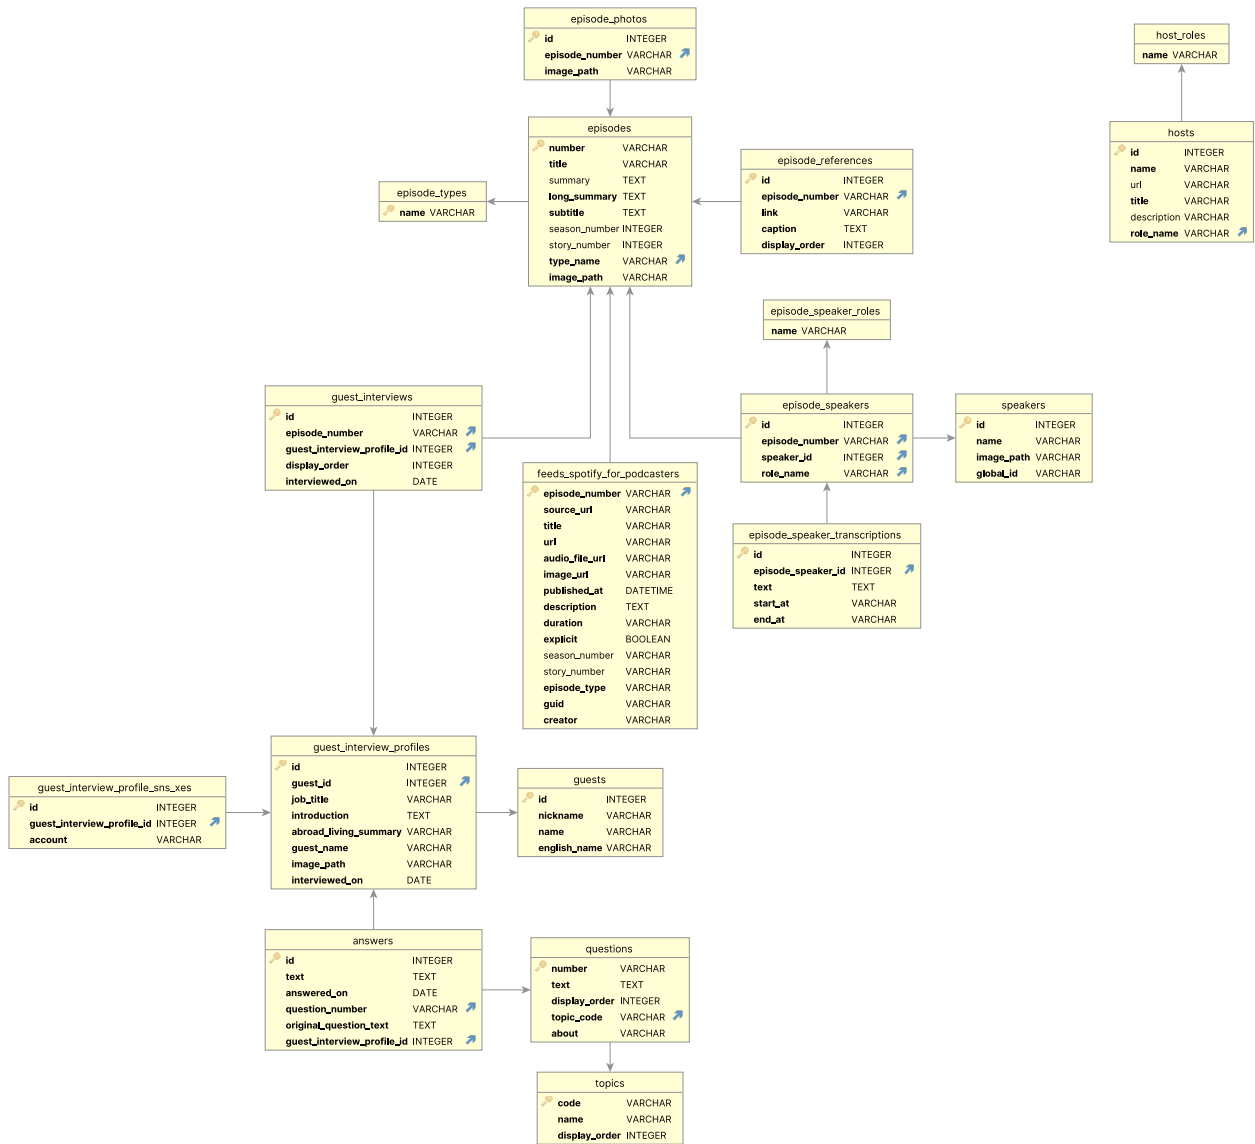 episode_photos
id INTEGER
episode_number VARCHAR
image_path VARCHAR
host_roles
name VARCHAR
episodes
number VARCHAR
title VARCHAR
summary TEXT
long_summary TEXT
subtitle TEXT
season_number INTEGER
story_number INTEGER
type_name VARCHAR
image_path VARCHAR
hosts
id INTEGER
name VARCHAR
url VARCHAR
title VARCHAR
description VARCHAR
role_name VARCHAR
episode_references
id INTEGER
episode_number VARCHAR
link VARCHAR
caption TEXT
display_order INTEGER
episode_types
name VARCHAR
episode_speaker_roles
name VARCHAR
guest_interviews
id INTEGER
episode_number VARCHAR
guest_interview_profile_id INTEGER
display_order INTEGER
interviewed_on DATE
episode_speakers
id INTEGER
episode_number VARCHAR
speaker_id INTEGER
role_name VARCHAR
speakers
id INTEGER
name VARCHAR
image_path VARCHAR
global_id VARCHAR
feeds_spotify_for_podcasters
episode_number VARCHAR
source_url VARCHAR
title VARCHAR
url VARCHAR
audio_file_url VARCHAR
image_url VARCHAR
published_at DATETIME
description TEXT
duration VARCHAR
explicit BOOLEAN
season_number VARCHAR
story_number VARCHAR
episode_type VARCHAR
guid VARCHAR
creator VARCHAR
episode_speaker_transcriptions
id INTEGER
episode_speaker_id INTEGER
text TEXT
start_at VARCHAR
end_at VARCHAR
guest_interview_profiles
id INTEGER
guest_id INTEGER
job_title VARCHAR
introduction TEXT
abroad_living_summary VARCHAR
guest_name VARCHAR
image_path VARCHAR
interviewed_on DATE
guest_interview_profile_sns_xes
id INTEGER
guest_interview_profile_id INTEGER
account VARCHAR
guests
id INTEGER
nickname VARCHAR
name VARCHAR
english_name VARCHAR
answers
id INTEGER
text TEXT
answered_on DATE
question_number VARCHAR
original_question_text TEXT
guest_interview_profile_id INTEGER
questions
number VARCHAR
text TEXT
display_order INTEGER
topic_code VARCHAR
about VARCHAR
topics
code VARCHAR
name VARCHAR
display_order INTEGER